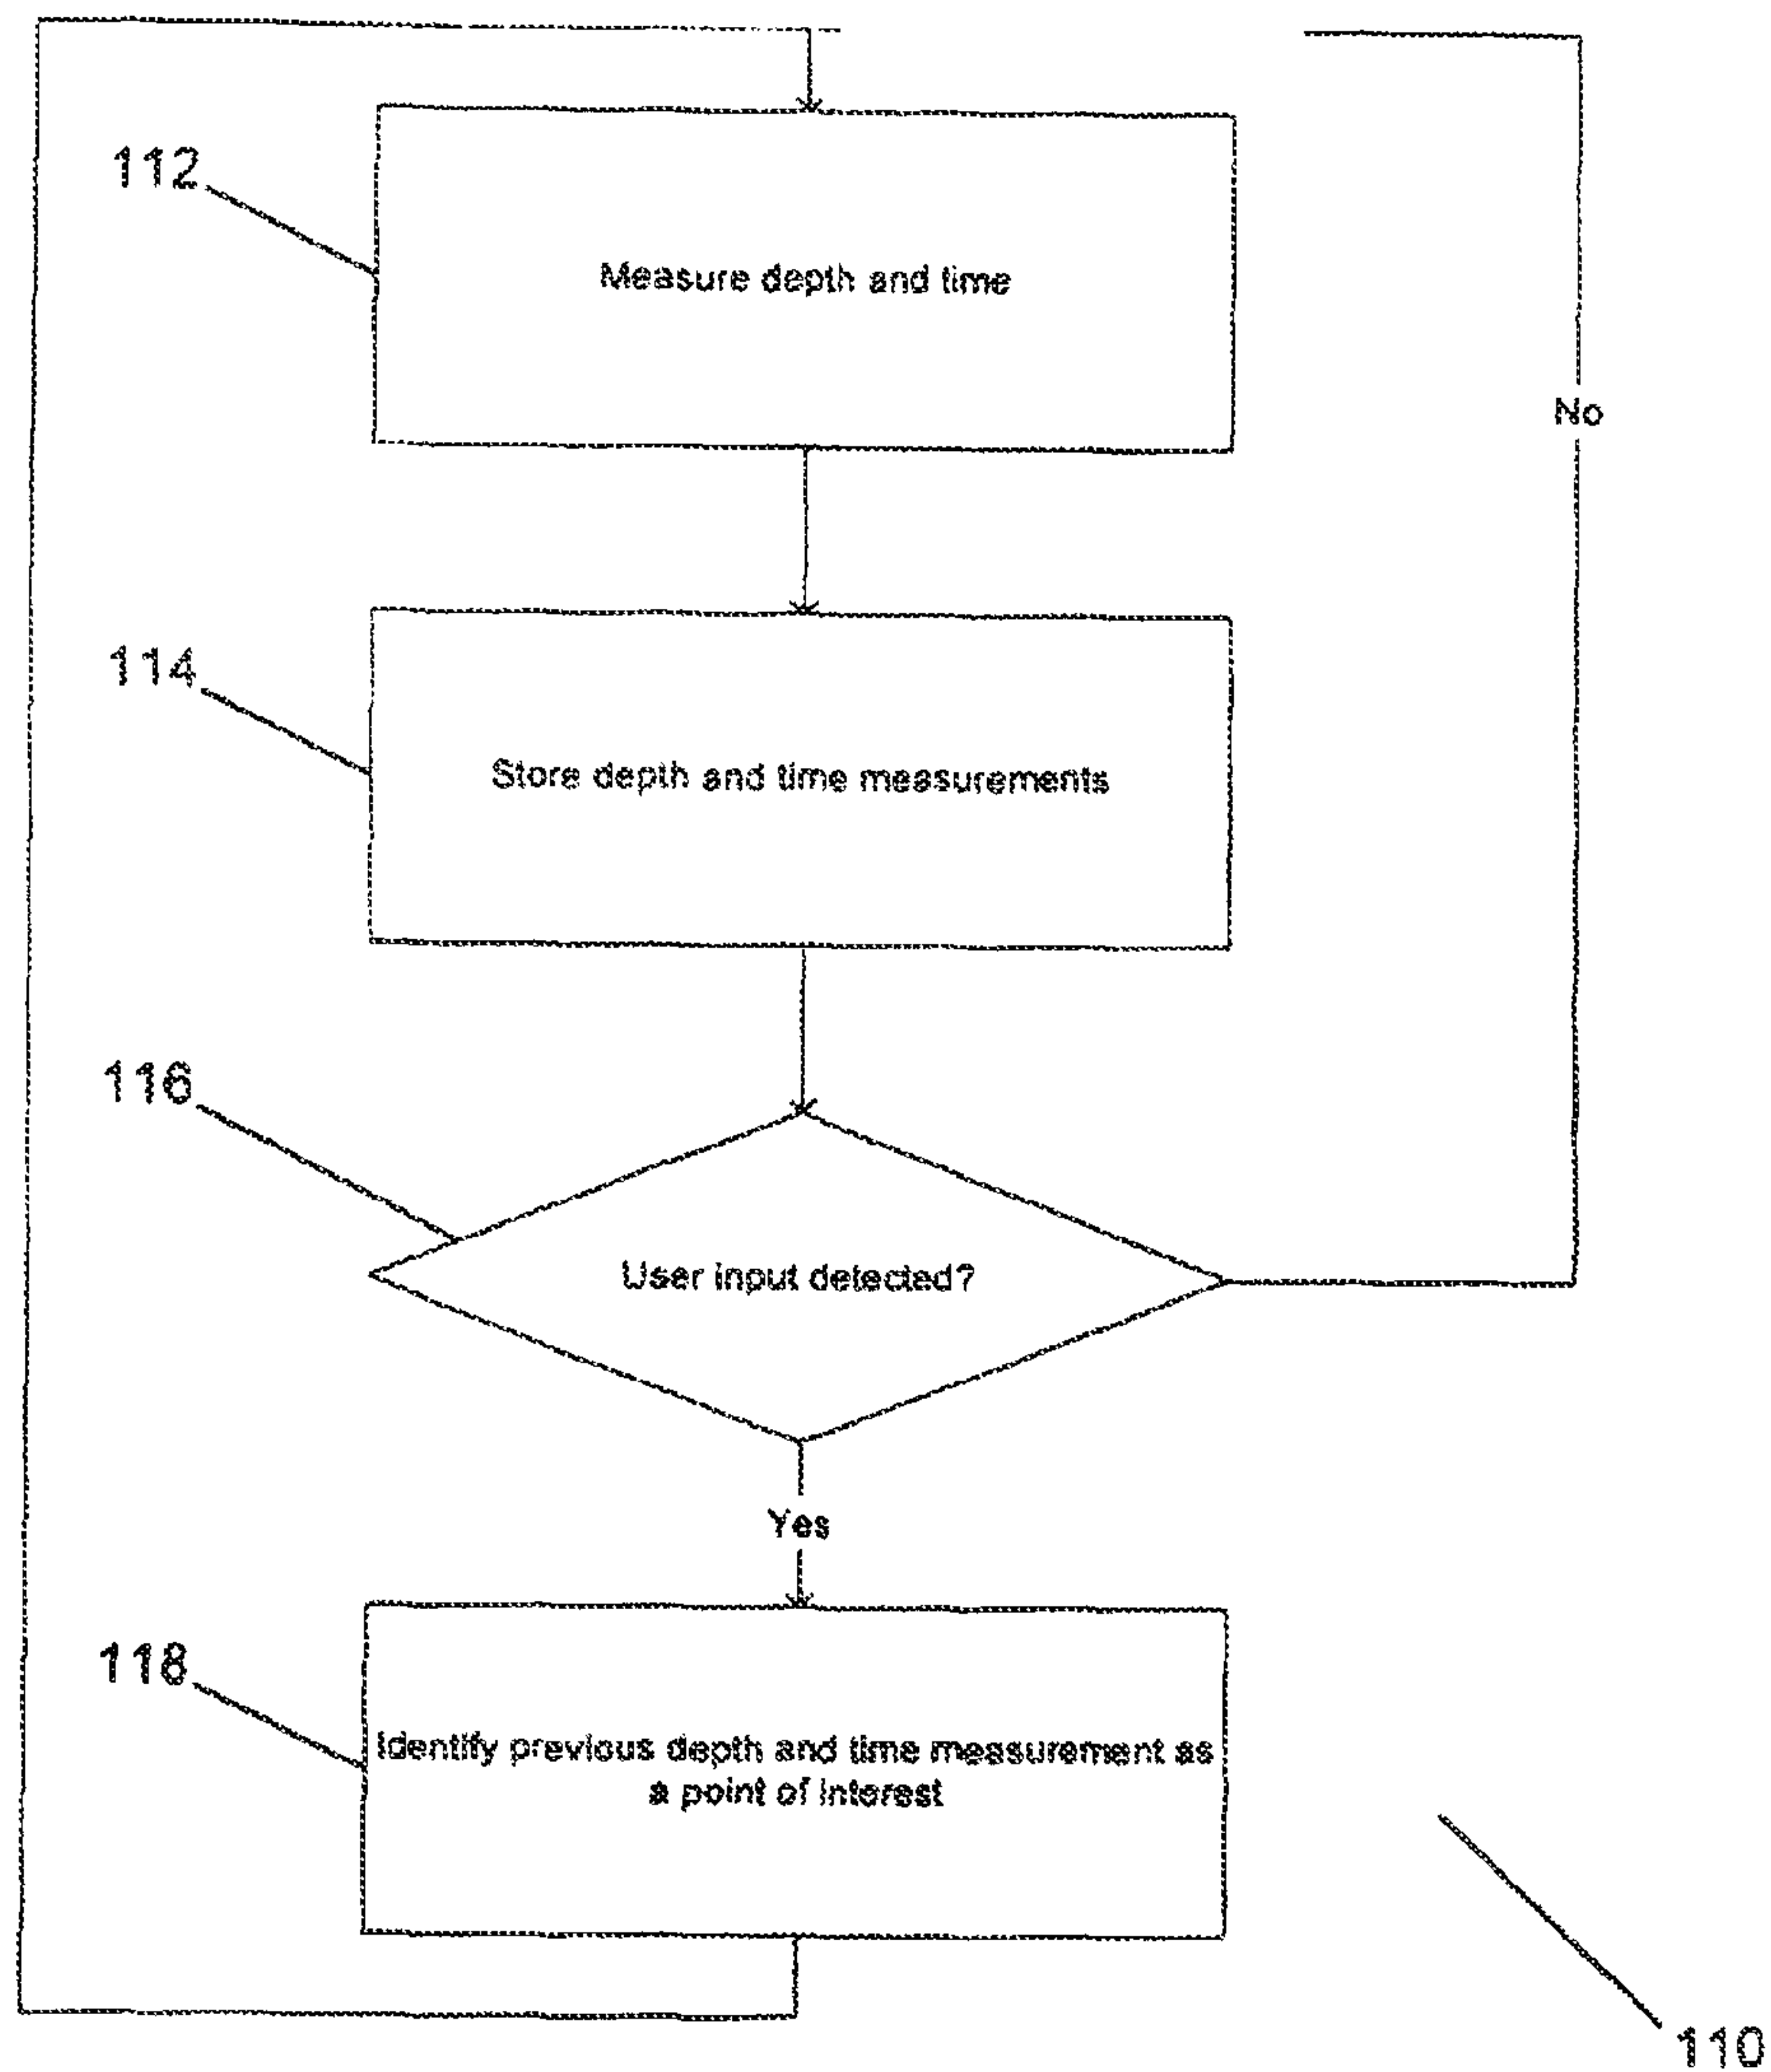 112
Measure depth and time
No
114
Store depth and time measurements
116
User input detected?
Yes
118
Identify previous depth and time measurement as
a point of interest
110